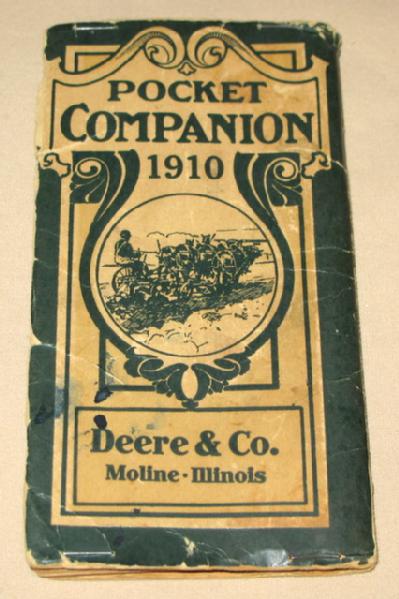 POCKET
COMPANION
1910
Deere & Co.
Moline - Illinois